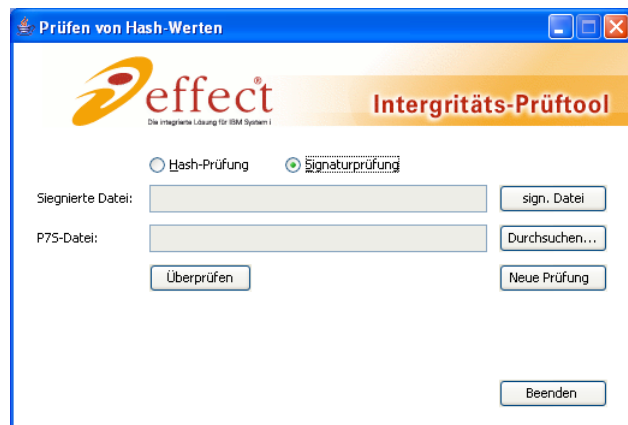 Prüfen von Hash-Werten
effect®
Die integrierte Lösung für IBM System i
Intergritäts-Prüftool
Hash-Prüfung Signaturprüfung
Siegnierte Datei: sign. Datei
P7S-Datei: Durchsuchen...
Überprüfen Neue Prüfung
Beenden